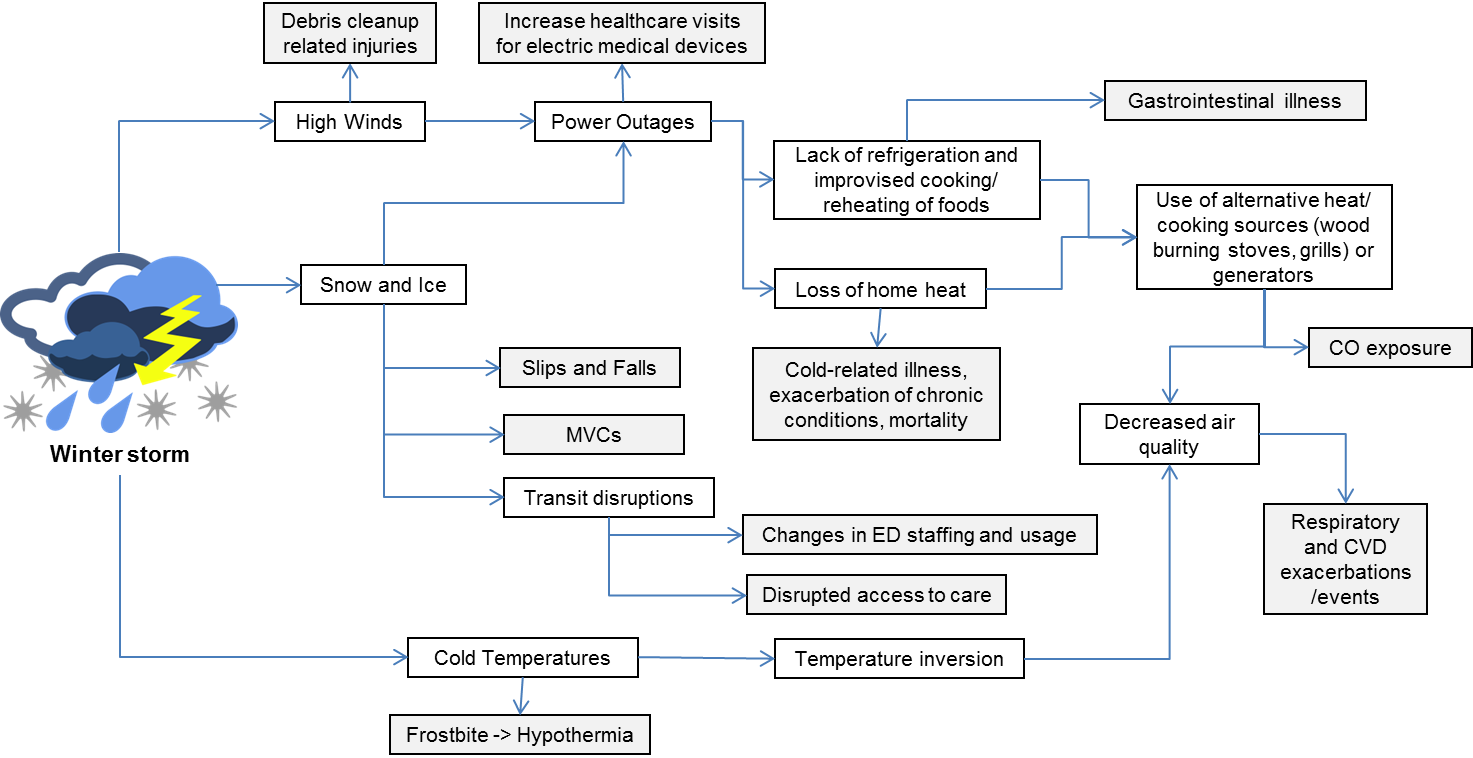 Debris cleanup
related injuries
Increase healthcare visits
for electric medical devices
High Winds
Power Outages
Gastrointestinal illness
Lack of refrigeration and
improvised cooking/
reheating of foods
Use of alternative heat/
cooking sources (wood
burning stoves, grills) or
generators
Snow and Ice
Loss of home heat
CO exposure
Slips and Falls
Cold-related illness,
exacerbation of chronic
conditions, mortality
MVCs
Decreased air
quality
Winter storm
Transit disruptions
Changes in ED staffing and usage
Respiratory
and CVD
exacerbations
/events
Disrupted access to care
Cold Temperatures
Temperature inversion
Frostbite -> Hypothermia